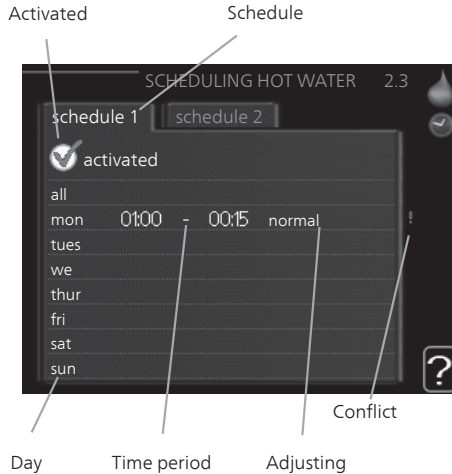 Activated Schedule
SCHEDULING HOT WATER 2.3
schedule 1 schedule 2
activated
all
mon 01:00 - 00:15 normal !
tues
we
thur
fri
sat
sun
?
Conflict
Day Time period Adjusting